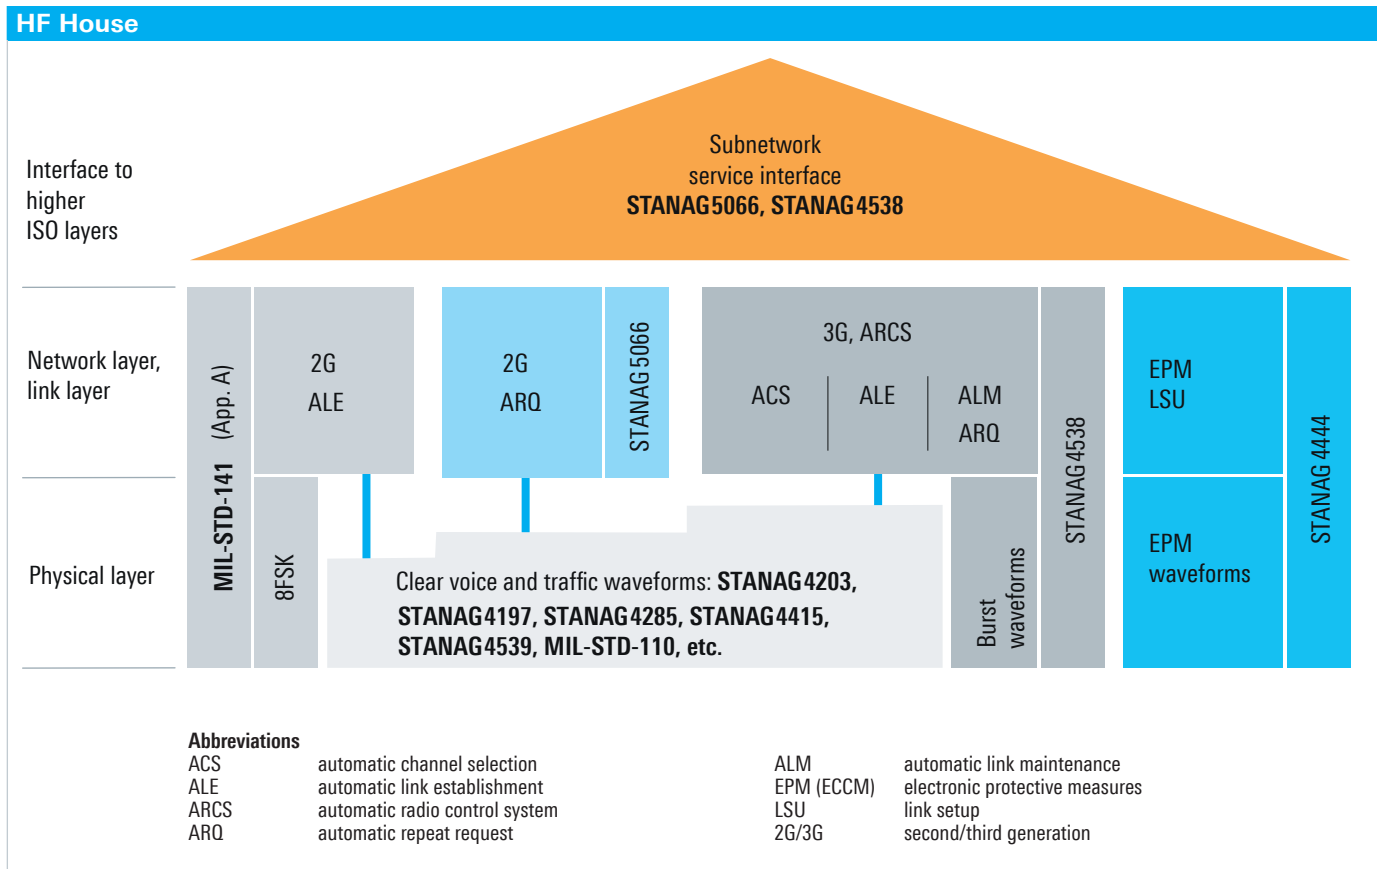 HF House
Subnetwork
service interface
STANAG 5066, STANAG 4538
Interface to
higher
ISO layers
Network layer,
link layer
Physical layer
MIL-STD-141 (App. A)
2G
ALE
8FSK
2G
ARQ
STANAG 5066
3G, ARCS
ACS
ALE
ALM
ARQ
Burst
waveforms
STANAG 4538
EPM
LSU
EPM
waveforms
STANAG 4444
Clear voice and traffic waveforms: STANAG 4203,
STANAG 4197, STANAG 4285, STANAG 4415,
STANAG 4539, MIL-STD-110, etc.
Abbreviations
ACS automatic channel selection
ALE automatic link establishment
ARCS automatic radio control system
ARQ automatic repeat request
ALM automatic link maintenance
EPM (ECCM) electronic protective measures
LSU link setup
2G/3G second/third generation